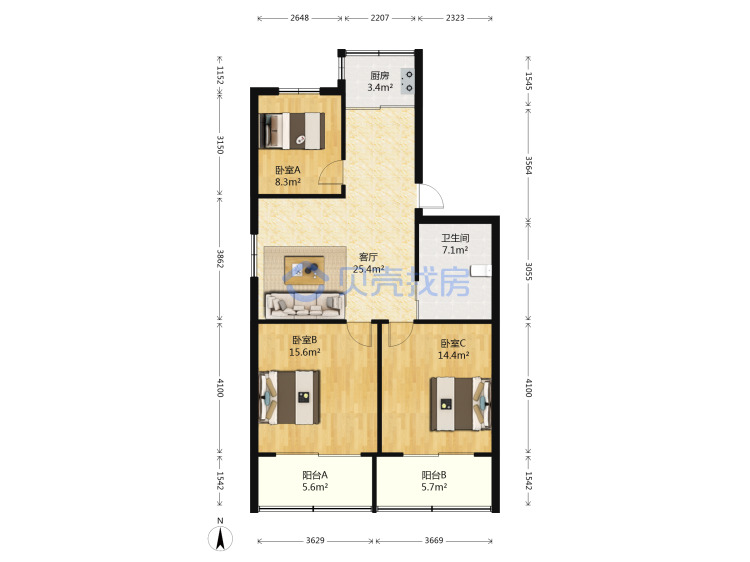 2648 2207 2323
1152
3150
3862
4100
1542
1545
3564
3055
4100
1542
厨房
3.4m²
卧室A
8.3m²
客厅
25.4m²
卫生间
7.1m²
贝壳找房
卧室B
15.6m²
卧室C
14.4m²
阳台A
5.6m²
阳台B
5.7m²
N
3629 3669